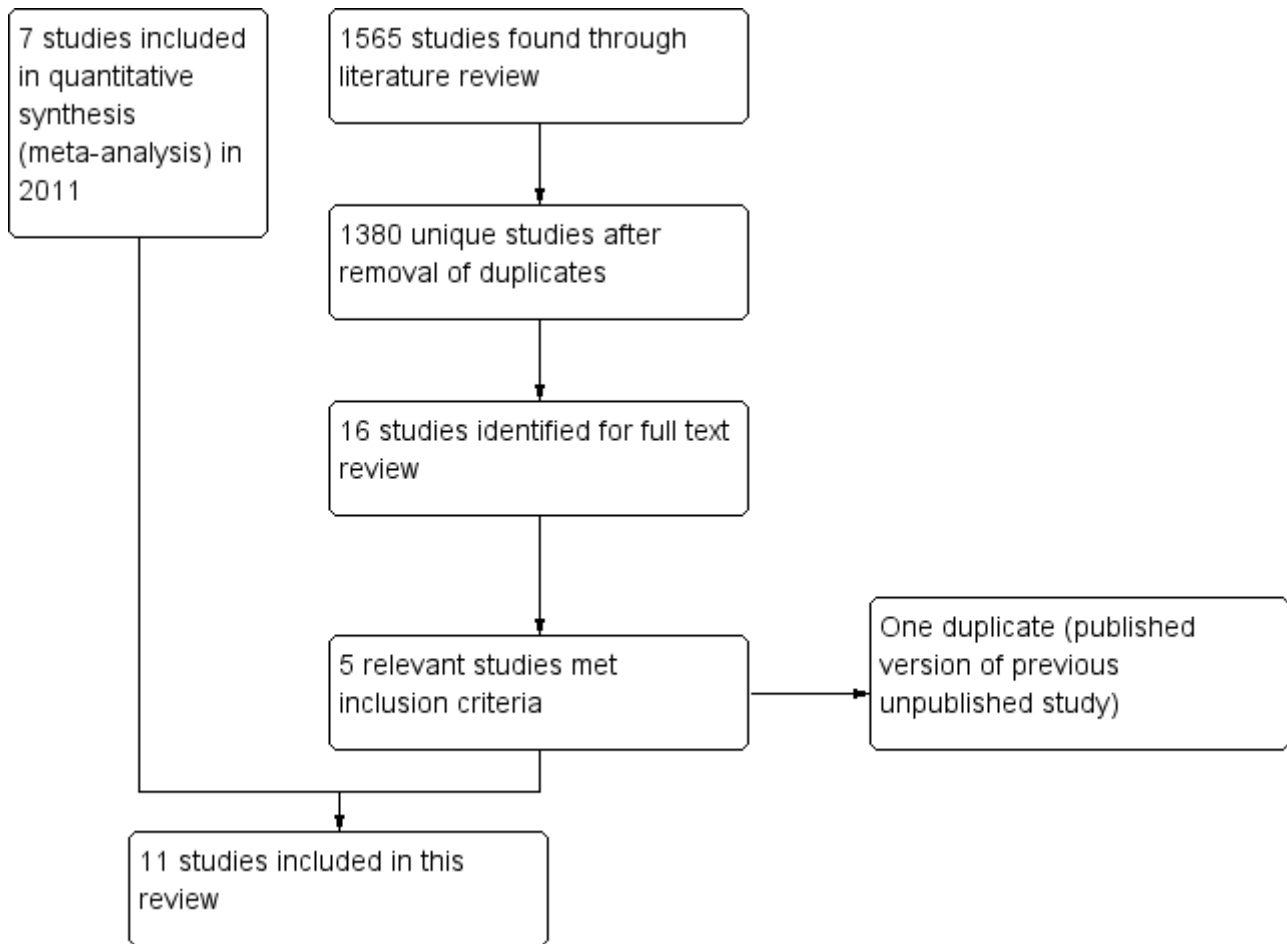 7 studies included
in quantitative
synthesis
(meta-analysis) in
2011
1565 studies found through
literature review
1380 unique studies after
removal of duplicates
16 studies identified for full text
review
5 relevant studies met
inclusion criteria
One duplicate (published
version of previous
unpublished study)
11 studies included in this
review